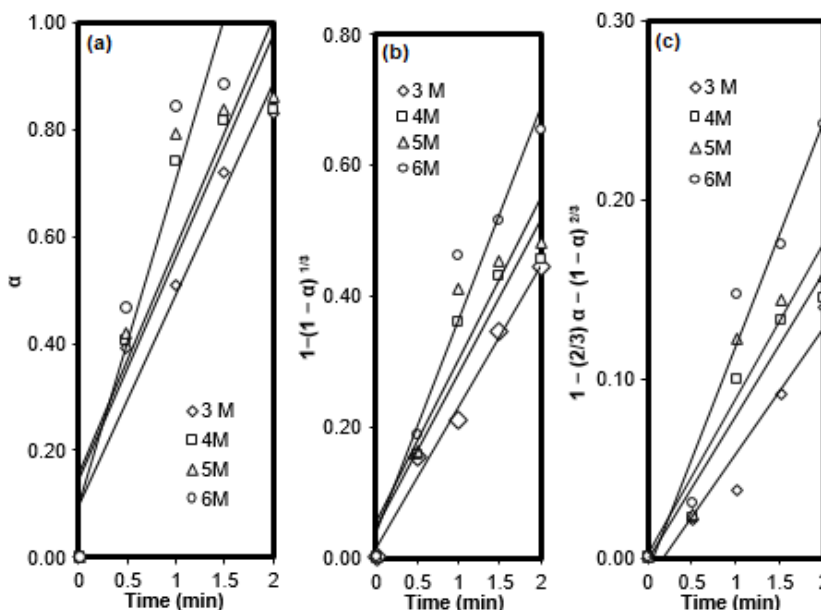 (a)
1.00
0.80
0.60
0.40
0.20
0.00
α
3 M
4M
5M
6M
0
0.5
1
1.5
2
Time (min)
(b)
0.80
0.60
0.40
0.20
0.00
1–(1 – α) 1/3
3 M
4M
5M
6M
0
0.5
1
1.5
2
Time (min)
(c)
0.30
0.20
0.10
0.00
1 – (2/3) α – (1 – α) 2/3
3 M
4M
5M
6M
0
0.5
1
1.5
2
Time (min)